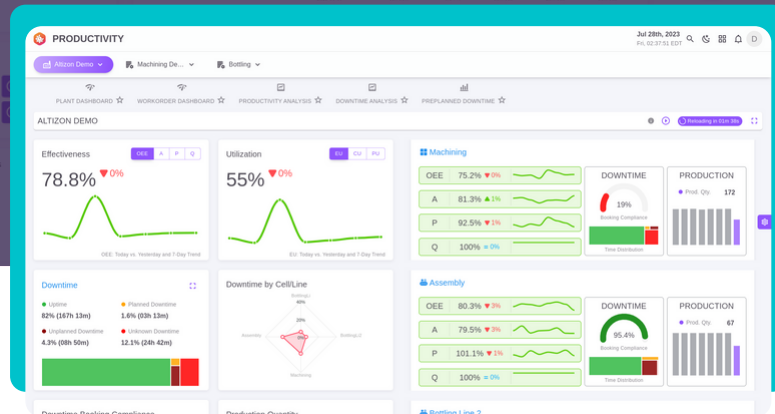 PRODUCTIVITY
Jul 28th, 2023
Fri, 02:37:51 EDT
D
Altizon Demo
Machining De...
Bottling
PLANT DASHBOARD
WORKORDER DASHBOARD
PRODUCTIVITY ANALYSIS
DOWNTIME ANALYSIS
PREPLANNED DOWNTIME
ALTIZON DEMO
Reloading in 01m 38s
Effectiveness
OEE A P Q
78.8% ▼0%
OEE: Today vs. Yesterday and 7-Day Trend
Utilization
EU CU PU
55% ▼0%
EU: Today vs. Yesterday and 7-Day Trend
Machining
OEE 75.2% ▼0%
A 81.3% ▲1%
P 92.5% ▼1%
Q 100% = 0%
DOWNTIME
19%
Booking Compliance
Time Distribution
PRODUCTION
Prod. Qty. 172
Downtime
Uptime
82% (167h 13m)
Planned Downtime
1.6% (03h 13m)
Unplanned Downtime
4.3% (08h 50m)
Unknown Downtime
12.1% (24h 42m)
Downtime by Cell/Line
40%
20%
Assembly
Machining
Assembly
OEE 80.3% ▼3%
A 79.5% ▼3%
P 101.1% ▼1%
Q 100% = 0%
DOWNTIME
95.4%
Booking Compliance
Time Distribution
PRODUCTION
Prod. Qty. 67
Downtime Booking Compliance
Production Quantity
Bottling Line 2